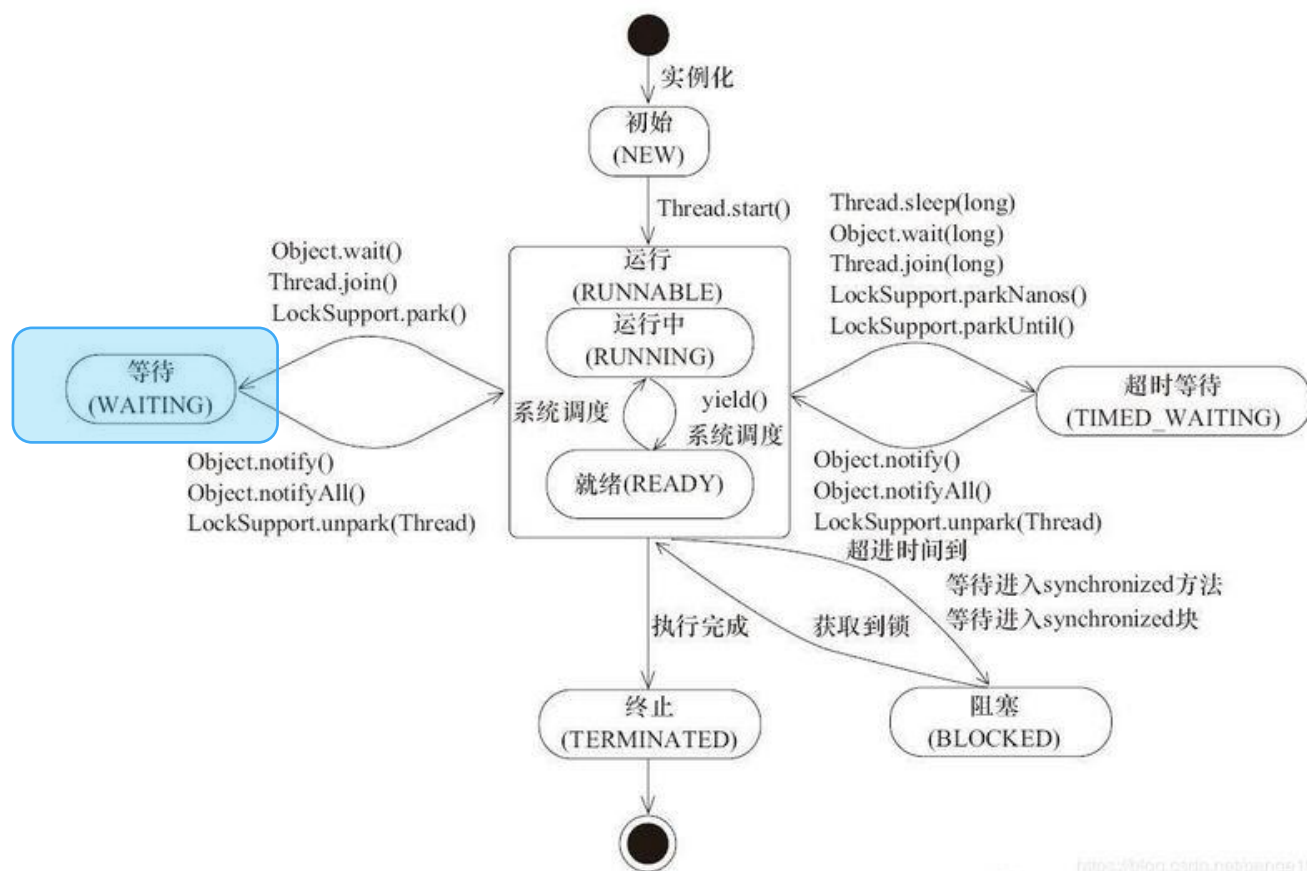 实例化
初始
(NEW)
Thread.start()
Object.wait()
Thread.join()
LockSupport.park()
等待
(WAITING)
Object.notify()
Object.notifyAll()
LockSupport.unpark(Thread)
运行
(RUNNABLE)
运行中
(RUNNING)
系统调度
yield()
系统调度
就绪(READY)
Thread.sleep(long)
Object.wait(long)
Thread.join(long)
LockSupport.parkNanos()
LockSupport.parkUntil()
超时等待
(TIMED_WAITING)
Object.notify()
Object.notifyAll()
LockSupport.unpark(Thread)
超进时间到
等待进入synchronized方法
等待进入synchronized块
获取到锁
执行完成
阻塞
(BLOCKED)
终止
(TERMINATED)